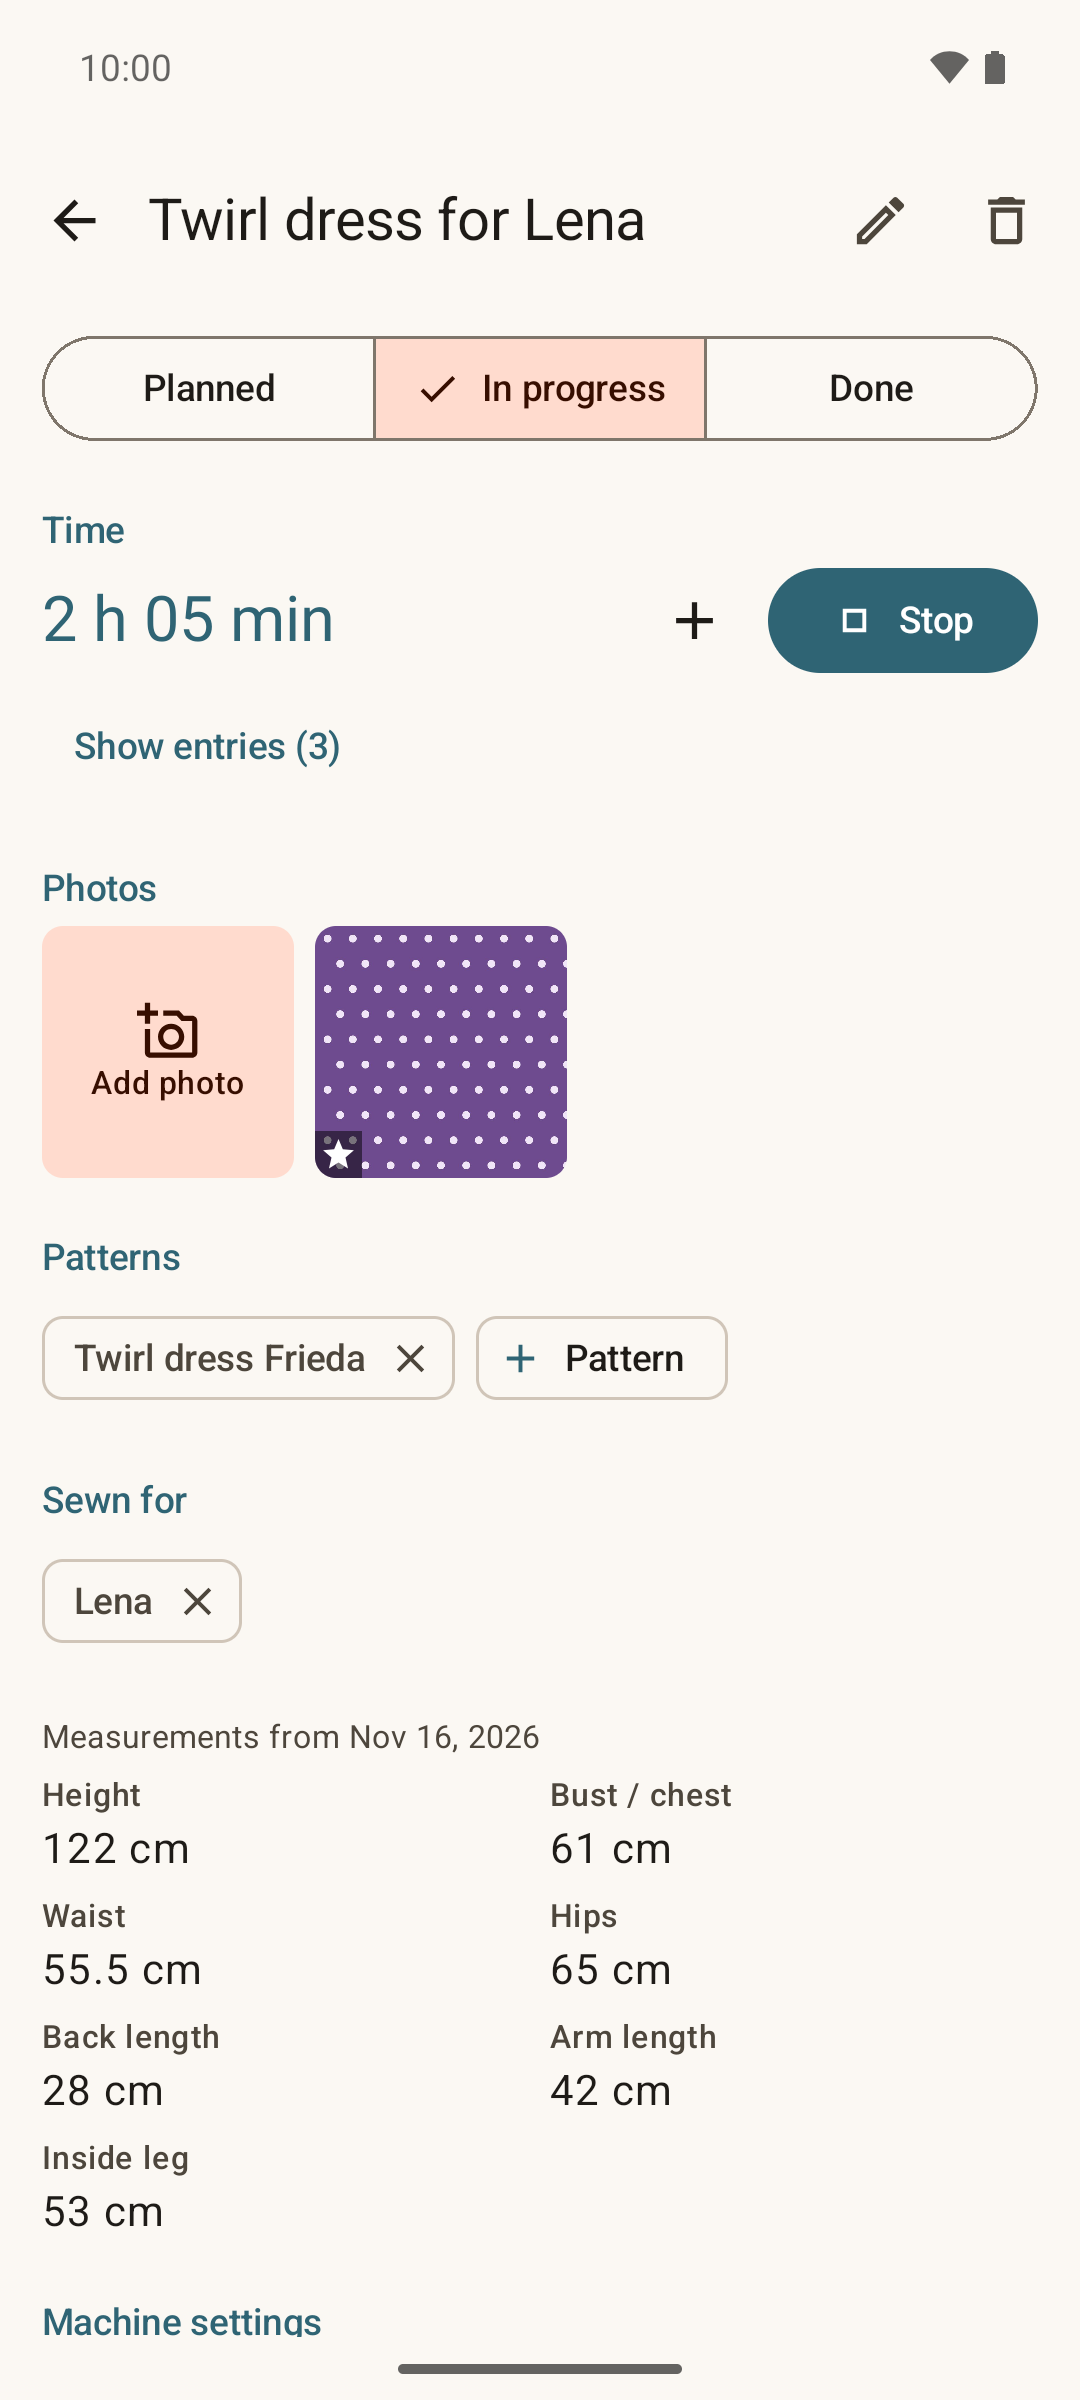 10:00
Twirl dress for Lena
Planned
In progress
Done
Time
2 h 05 min
Stop
Show entries (3)
Photos
Add photo
Patterns
Twirl dress Frieda
Pattern
Sewn for
Lena
Measurements from Nov 16, 2026
Height
Bust / chest
122 cm
61 cm
Waist
Hips
55.5 cm
65 cm
Back length
Arm length
28 cm
42 cm
Inside leg
53 cm
Machine settings